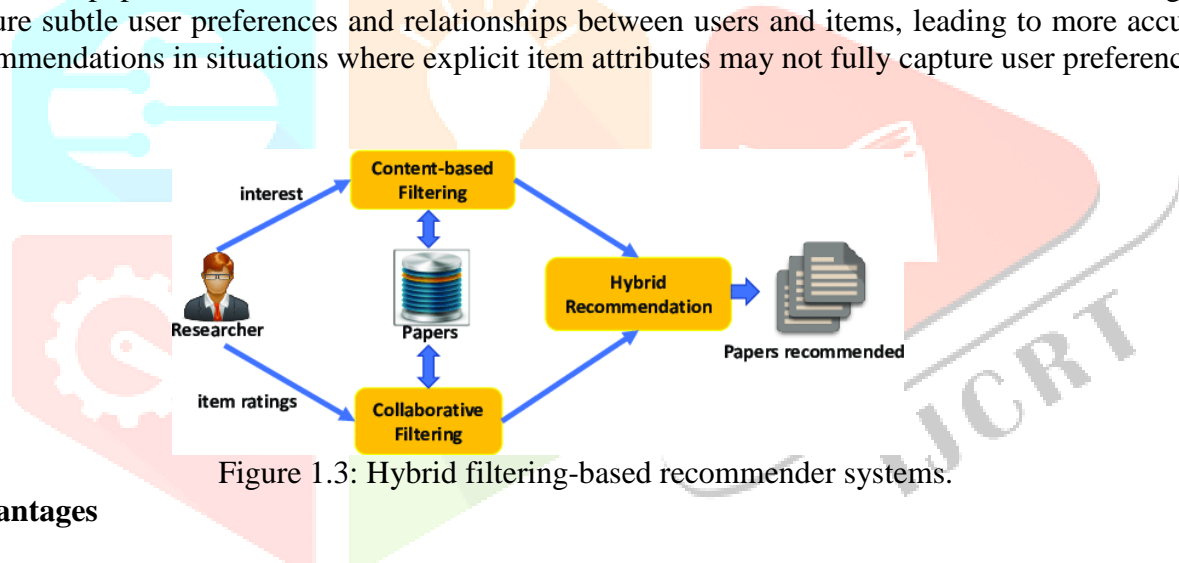 ure subtle user preferences and relationships between users and items, leading to more accu
mmendations in situations where explicit item attributes may not fully capture user preferenc
Content-based
Filtering
interest
Hybrid
Recommendation
Researcher
Papers
Papers recommended
item ratings
Collaborative
Filtering
IJCRT
Figure 1.3: Hybrid filtering-based recommender systems.
antages